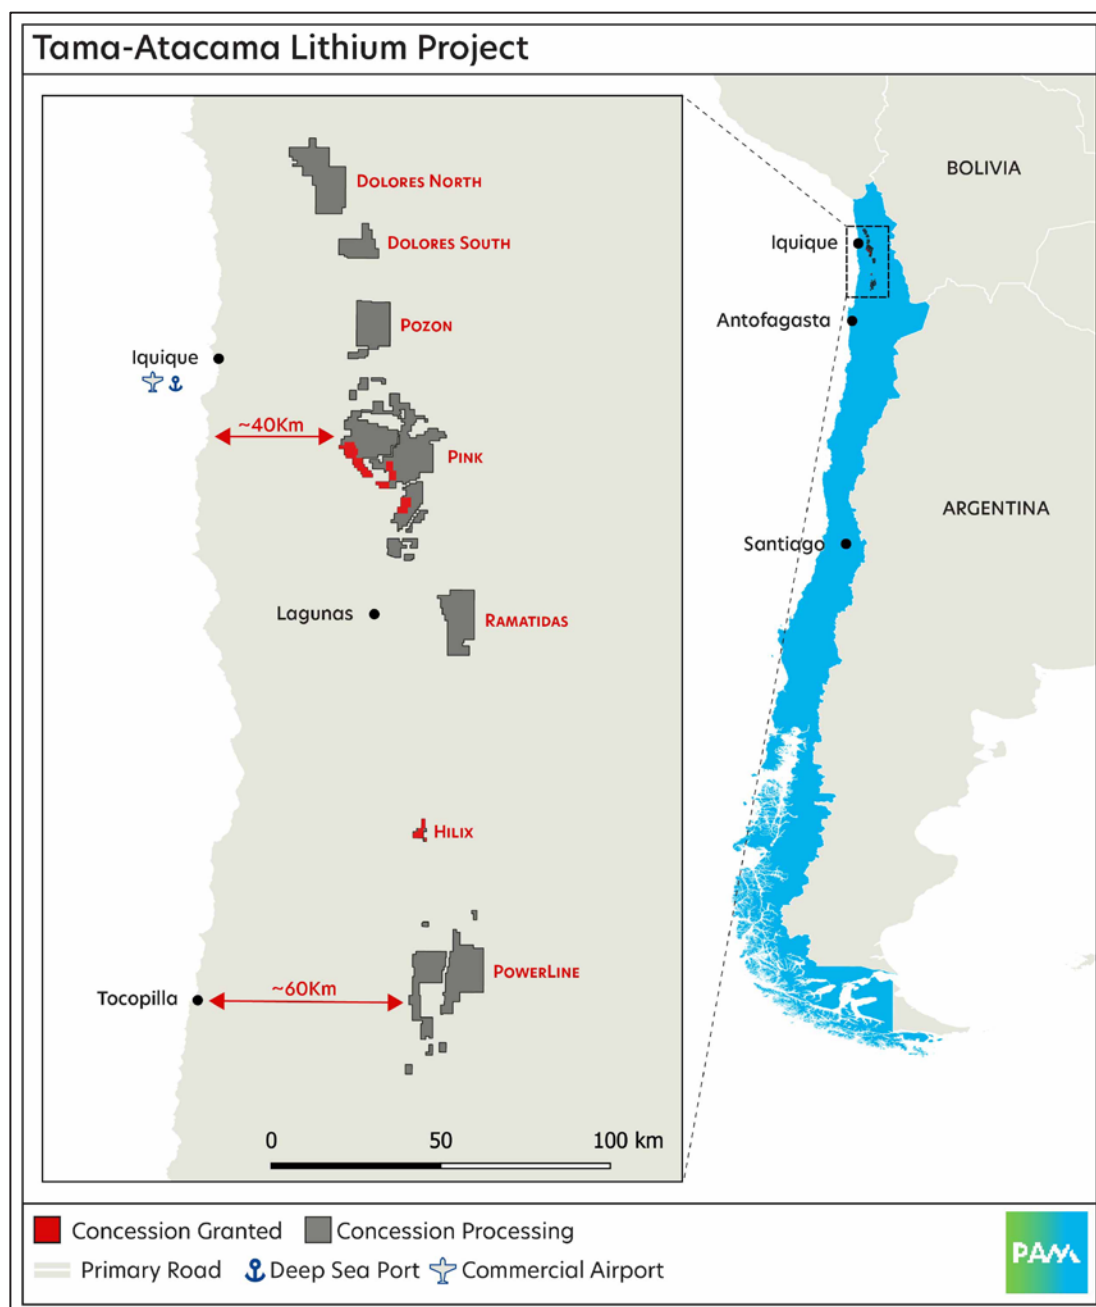 Tama-Atacama Lithium Project
DOLORES NORTH
DOLORES SOUTH
POZON
Iquique
~40Km
PINK
Lagunas
RAMATIDAS
HILIX
POWERLINE
Tocopilla
~60Km
0 50 100 km
BOLIVIA
Iquique
Antofagasta
ARGENTINA
Santiago
Concession Granted
Concession Processing
Primary Road
Deep Sea Port
Commercial Airport
PAM